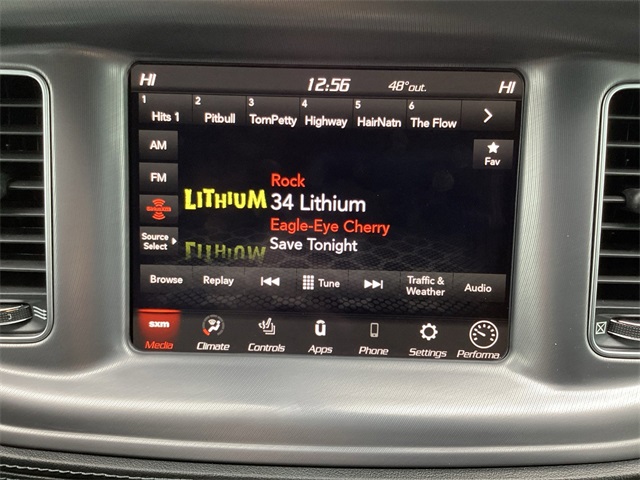 HI 12:56 48°out. HI
1 Hits 1 2 Pitbull 3 TomPetty 4 Highway 5 HairNatn 6 The Flow
AM
Fav
FM
Rock
LITHIUM 34 Lithium
Eagle-Eye Cherry
Source Select
Save Tonight
Browse Replay Tune Traffic & Weather Audio
sxm
Media Climate Controls Apps Phone Settings Performa